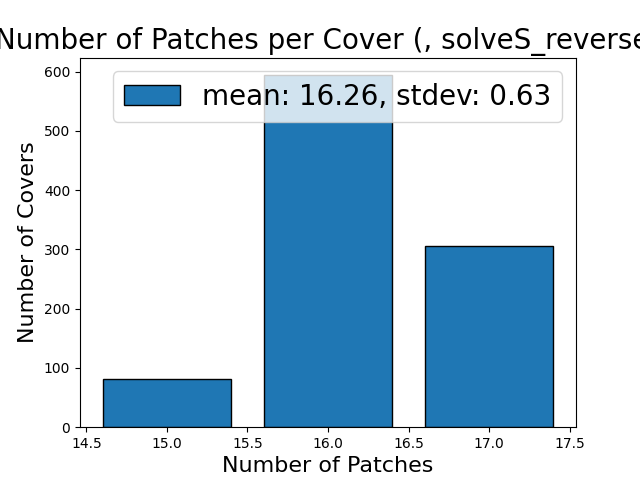 Number of Patches per Cover (, solveS_reverse
mean: 16.26, stdev: 0.63
Number of Covers
600
500
400
300
200
100
0
14.5 15.0 15.5 16.0 16.5 17.0 17.5
Number of Patches